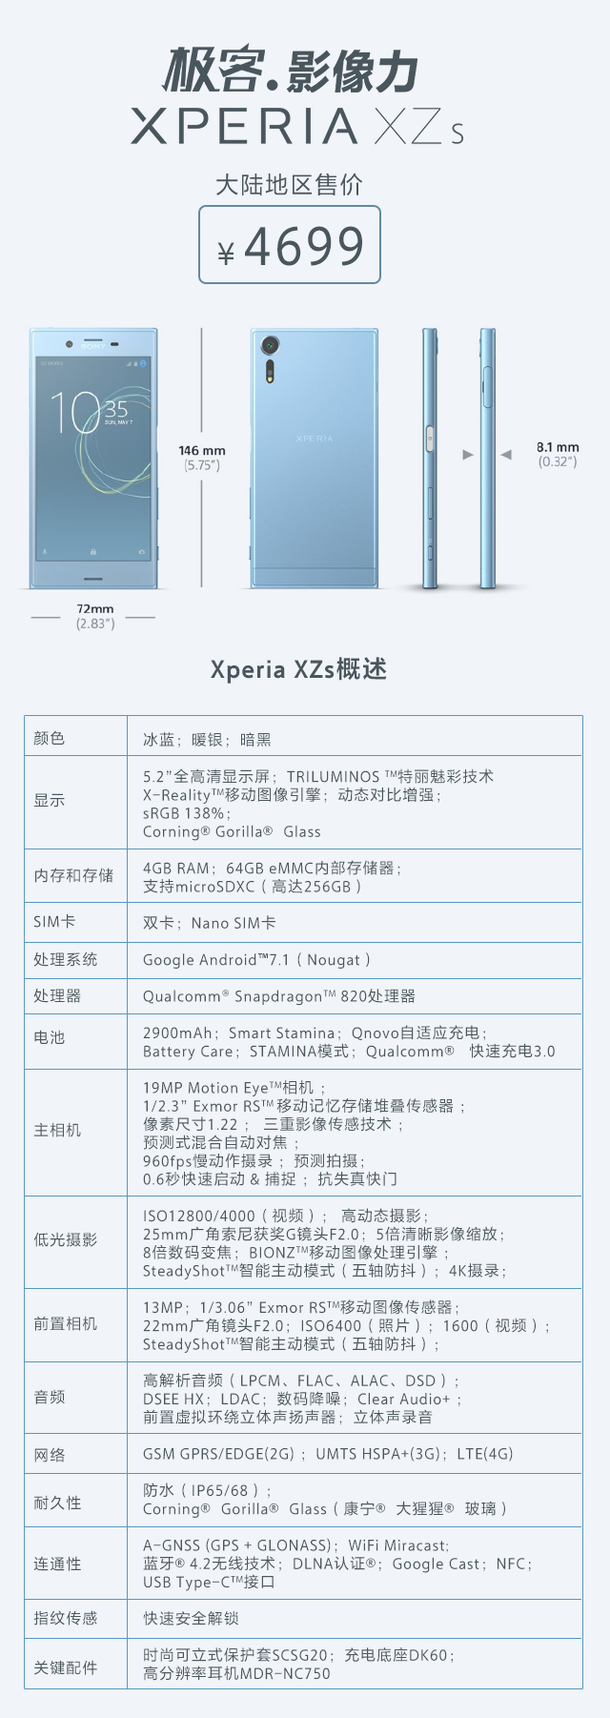 极客.影像力
XPERIA XZs
大陆地区售价
¥4699
SONY
10 35
SUN, MAY 7
XPERIA
146 mm
(5.75")
8.1 mm
(0.32")
72mm
(2.83")
Xperia XZs概述
颜色
冰蓝；暖银；暗黑
显示
5.2”全高清显示屏；TRILUMINOS ™特丽魅彩技术
X-Reality™移动图像引擎；动态对比增强；
sRGB 138%；
Corning® Gorilla® Glass
内存和存储
4GB RAM；64GB eMMC内部存储器；
支持microSDXC（高达256GB）
SIM卡
双卡；Nano SIM卡
处理系统
Google Android™7.1（Nougat）
处理器
Qualcomm® Snapdragon™ 820处理器
电池
2900mAh；Smart Stamina；Qnovo自适应充电；
Battery Care；STAMINA模式；Qualcomm® 快速充电3.0
主相机
19MP Motion Eye™相机；
1/2.3” Exmor RS™移动记忆存储堆叠传感器；
像素尺寸1.22； 三重影像传感技术；
预测式混合自动对焦；
960fps慢动作摄录；预测拍摄；
0.6秒快速启动 & 捕捉；抗失真快门
低光摄影
ISO12800/4000（视频）； 高动态摄影；
25mm广角索尼获奖G镜头F2.0；5倍清晰影像缩放；
8倍数码变焦；BIONZ™移动图像处理引擎；
SteadyShot™智能主动模式（五轴防抖）；4K摄录；
前置相机
13MP；1/3.06” Exmor RS™移动图像传感器；
22mm广角镜头F2.0；ISO6400（照片）；1600（视频）；
SteadyShot™智能主动模式（五轴防抖）；
音频
高解析音频（LPCM、FLAC、ALAC、DSD）；
DSEE HX；LDAC；数码降噪；Clear Audio+；
前置虚拟环绕立体声扬声器；立体声录音
网络
GSM GPRS/EDGE(2G)；UMTS HSPA+(3G)；LTE(4G)
耐久性
防水（IP65/68）；
Corning® Gorilla® Glass（康宁® 大猩猩® 玻璃）
连通性
A-GNSS (GPS + GLONASS)；WiFi Miracast;
蓝牙® 4.2无线技术；DLNA认证®；Google Cast；NFC；
USB Type-C™接口
指纹传感
快速安全解锁
关键配件
时尚可立式保护套SCSG20；充电底座DK60；
高分辨率耳机MDR-NC750